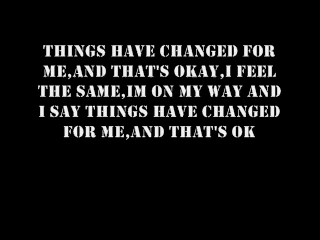 THINGS HAVE CHANGED FOR
ME,AND THAT'S OKAY,I FEEL
THE SAME,IM ON MY WAY AND
I SAY THINGS HAVE CHANGED
FOR ME,AND THAT'S OK